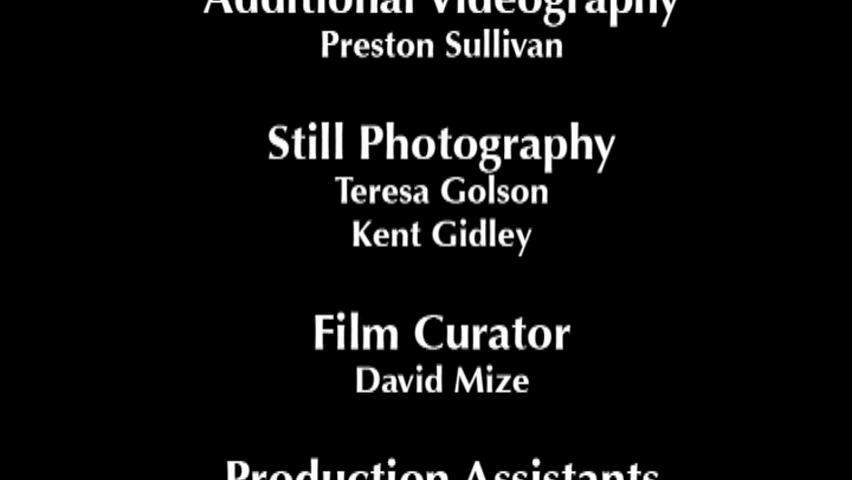 Additional Videography
Preston Sullivan
Still Photography
Teresa Golson
Kent Gidley
Film Curator
David Mize
Production Assistants